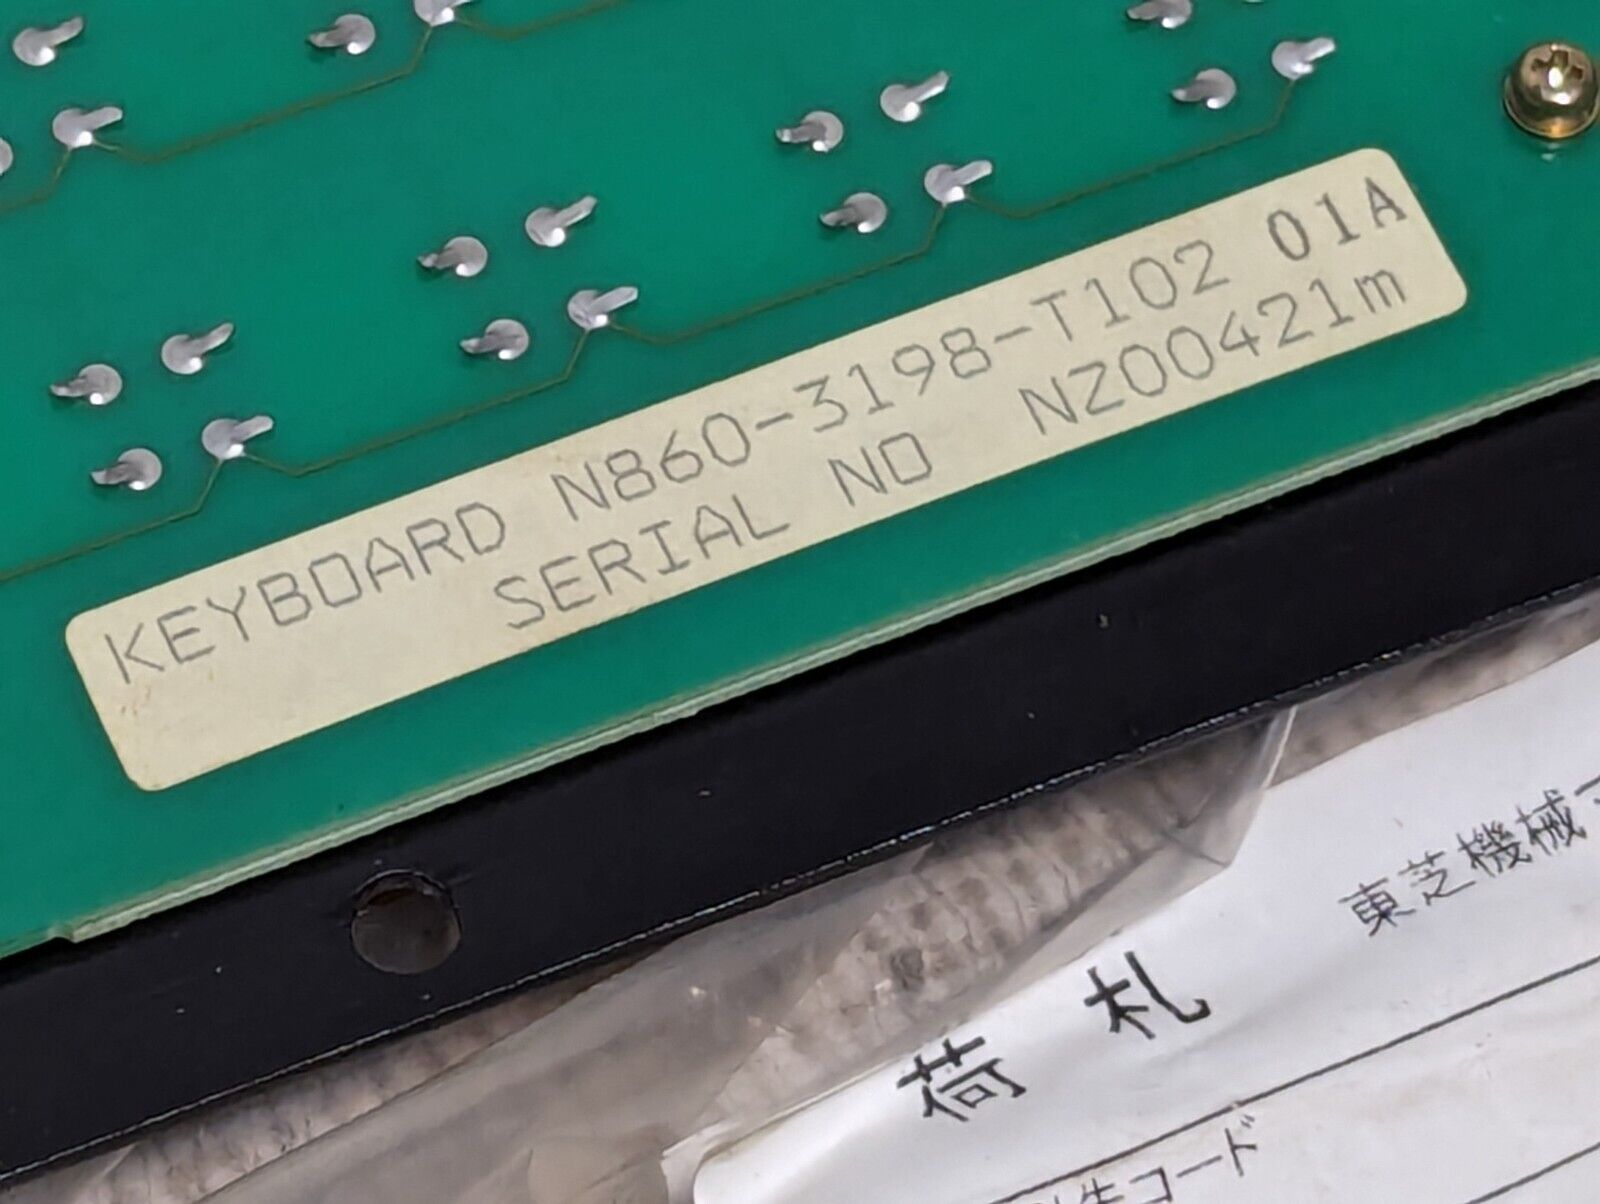 KEYBOARD N860-3198-T102 01A
SERIAL NO NZ00421m
東芝機械
荷 札
コード